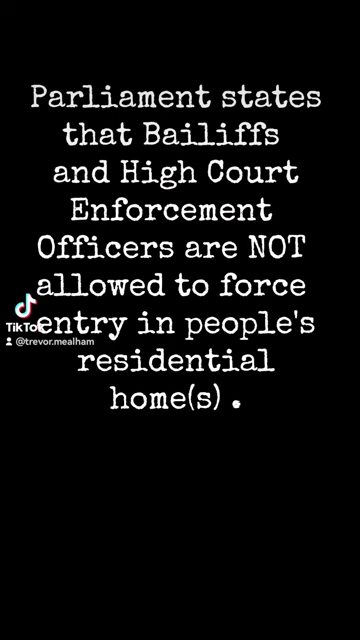 Parliament states
that Bailiffs
and High Court
Enforcement
Officers are NOT
allowed to force
entry in people's
residential
home(s) .
TikTok
@trevor.mealham